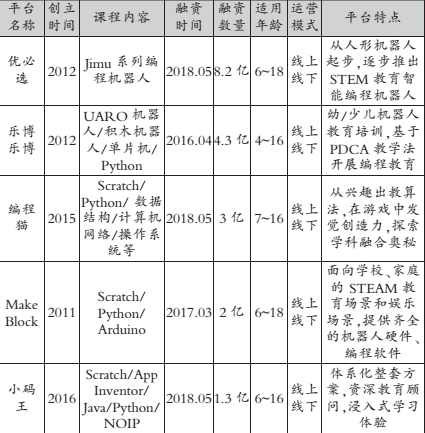 平台名称 创立时间 课程内容 融资时间 融资数量 适用年龄 运营模式 平台特点
优必选 2012 Jimu 系列编程机器人 2018.05 8.2 亿 6~18 线上线下 从人形机器人起步,逐步推出 STEM 教育智能编程机器人
乐博乐博 2012 UARO 机器人/积木机器人/单片机/Python 2016.04 4.3 亿 4~16 线上线下 幼/少儿机器人教育培训,基于 PDCA 教学法开展编程教育
编程猫 2015 Scratch/Python/ 数据结构/计算机网络/操作系统等 2018.05 3 亿 7~16 线上线下 从兴趣出教算法,在游戏中发觉创造力,探索学科融合奥秘
Make Block 2011 Scratch/Python/Arduino 2017.03 2 亿 6~18 线上线下 面向学校、家庭的 STEAM 教育场景和娱乐场景,提供齐全的机器人硬件、编程软件
小码王 2016 Scratch/App Inventor/Java/Python/NOIP 2018.05 1.3 亿 6~16 线上线下 体系化整套方案,资深教育顾问,浸入式学习体验